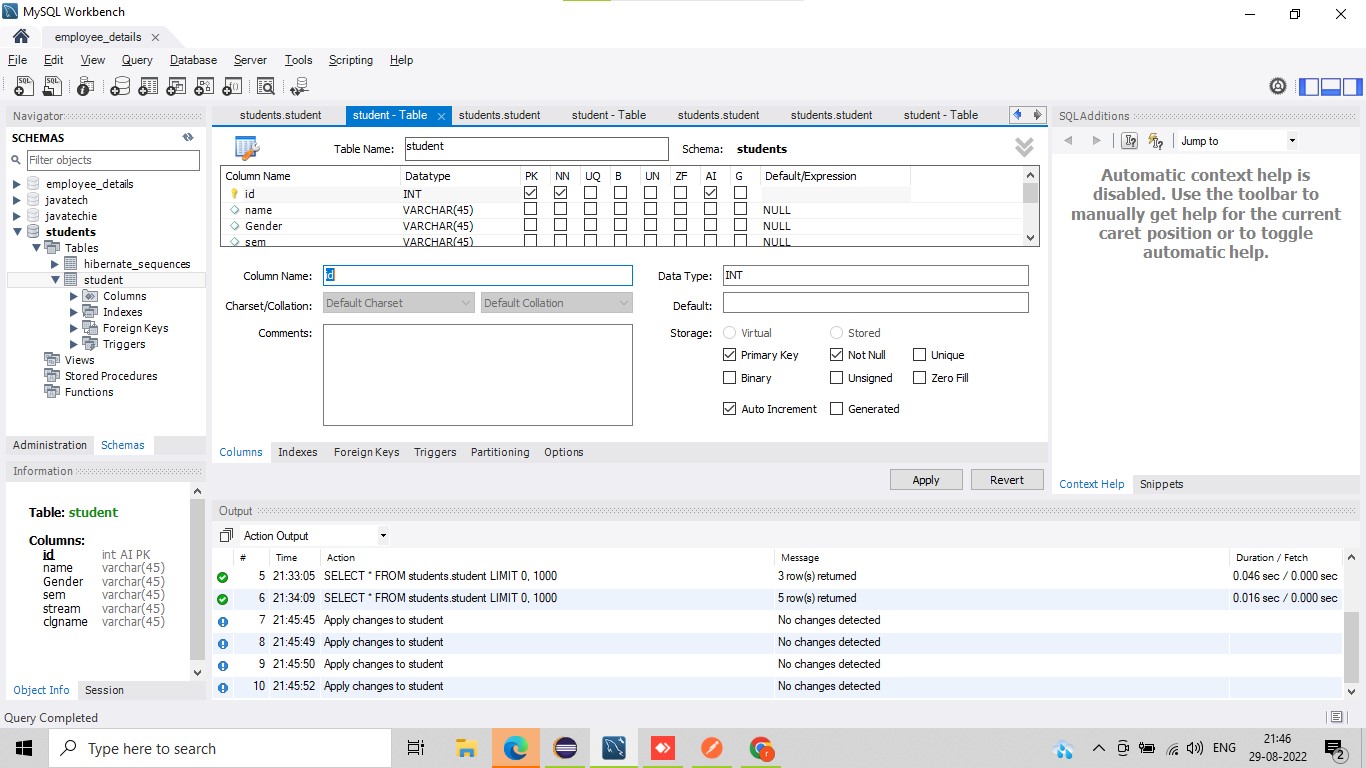 MySQL Workbench
employee_details
File Edit View Query Database Server Tools Scripting Help
Navigator
SCHEMAS
Filter objects
employee_details
javatech
javatechie
students
Tables
hibernate_sequences
student
Columns
Indexes
Foreign Keys
Triggers
Views
Stored Procedures
Functions
Administration Schemas
Information
Table: student
Columns:
id int AI PK
name varchar(45)
Gender varchar(45)
sem varchar(45)
stream varchar(45)
clgname varchar(45)
Object Info Session
students.student student - Table students.student student - Table students.student students.student student - Table
Table Name: student Schema: students
Column Name Datatype PK NN UQ B UN ZF AI G Default/Expression
id INT
name VARCHAR(45) NULL
Gender VARCHAR(45) NULL
sem VARCHAR(45) NULL
Column Name: id Data Type: INT
Charset/Collation: Default Charset Default Collation Default:
Comments: Storage: Virtual Stored
Primary Key Not Null Unique
Binary Unsigned Zero Fill
Auto Increment Generated
Columns Indexes Foreign Keys Triggers Partitioning Options
Apply Revert
SQLAdditions
Jump to
Automatic context help is
disabled. Use the toolbar to
manually get help for the current
caret position or to toggle
automatic help.
Context Help Snippets
Output
Action Output
# Time Action Message Duration / Fetch
5 21:33:05 SELECT * FROM students.student LIMIT 0, 1000 3 row(s) returned 0.046 sec / 0.000 sec
6 21:34:09 SELECT * FROM students.student LIMIT 0, 1000 5 row(s) returned 0.016 sec / 0.000 sec
7 21:45:45 Apply changes to student No changes detected
8 21:45:49 Apply changes to student No changes detected
9 21:45:50 Apply changes to student No changes detected
10 21:45:52 Apply changes to student No changes detected
Query Completed
Type here to search
ENG
21:46
29-08-2022
2